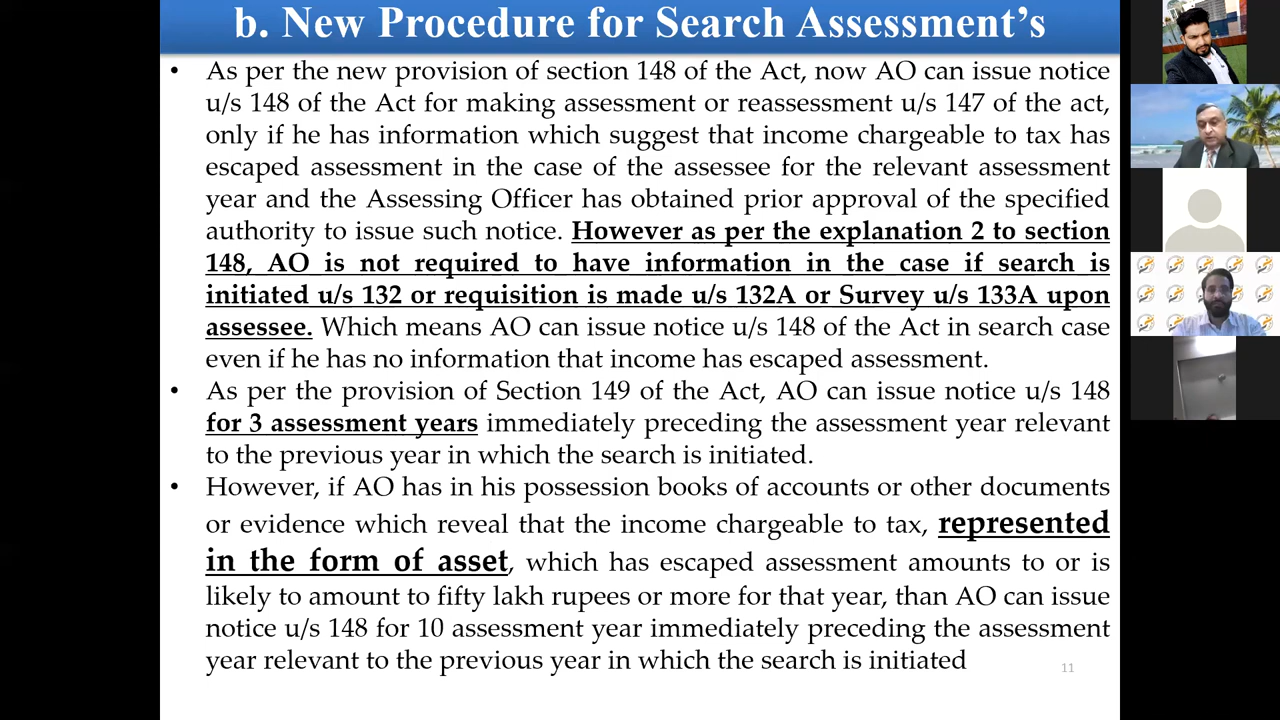 b. New Procedure for Search Assessment’s
• As per the new provision of section 148 of the Act, now AO can issue notice
u/s 148 of the Act for making assessment or reassessment u/s 147 of the act,
only if he has information which suggest that income chargeable to tax has
escaped assessment in the case of the assessee for the relevant assessment
year and the Assessing Officer has obtained prior approval of the specified
authority to issue such notice. However as per the explanation 2 to section
148, AO is not required to have information in the case if search is
initiated u/s 132 or requisition is made u/s 132A or Survey u/s 133A upon
assessee. Which means AO can issue notice u/s 148 of the Act in search case
even if he has no information that income has escaped assessment.
• As per the provision of Section 149 of the Act, AO can issue notice u/s 148
for 3 assessment years immediately preceding the assessment year relevant
to the previous year in which the search is initiated.
• However, if AO has in his possession books of accounts or other documents
or evidence which reveal that the income chargeable to tax, represented
in the form of asset, which has escaped assessment amounts to or is
likely to amount to fifty lakh rupees or more for that year, than AO can issue
notice u/s 148 for 10 assessment year immediately preceding the assessment
year relevant to the previous year in which the search is initiated
11